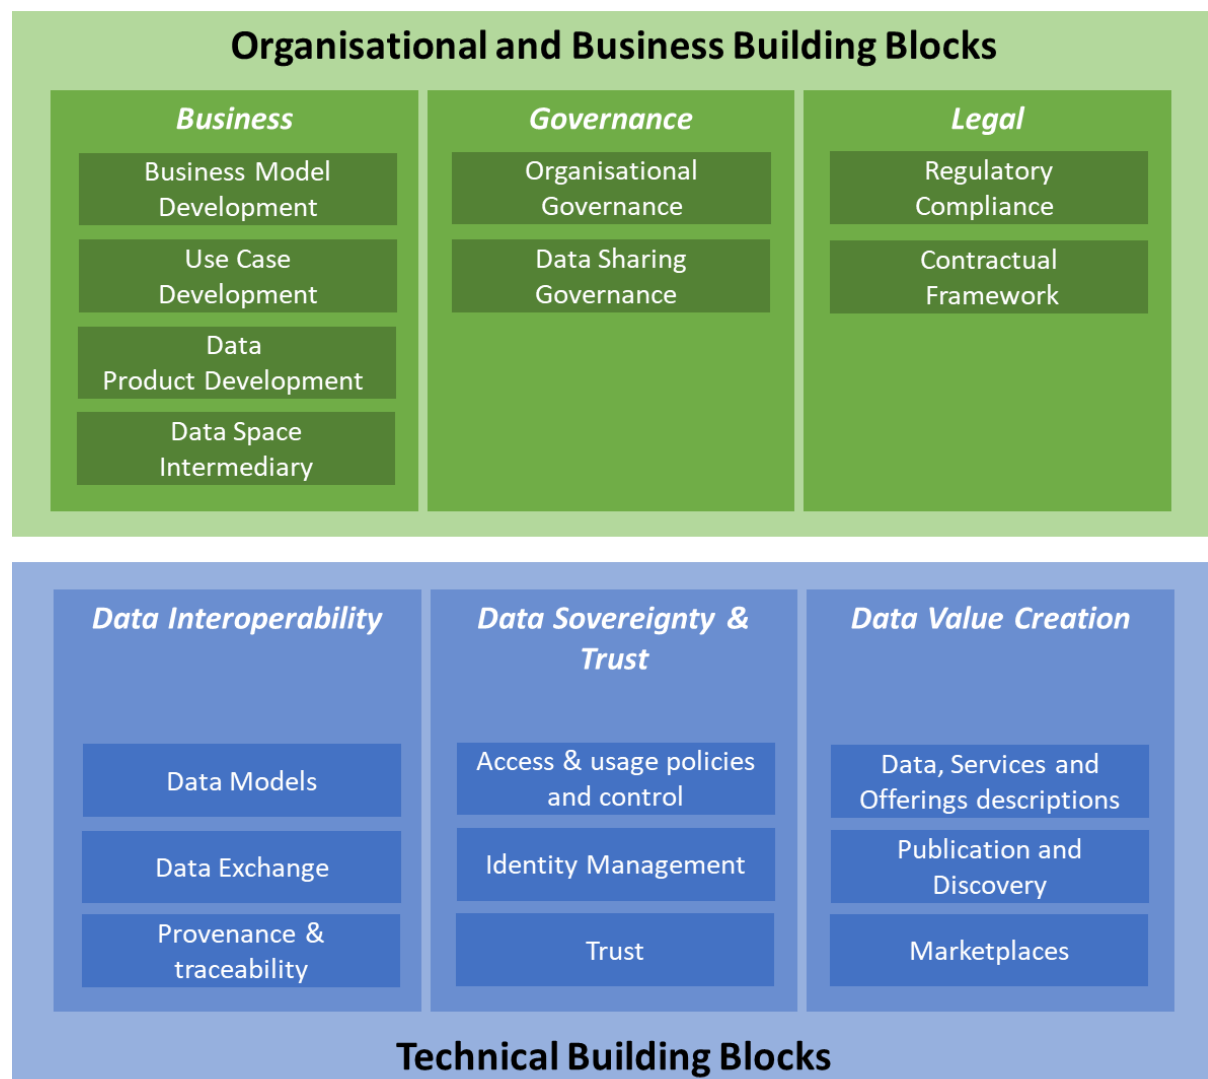 Organisational and Business Building Blocks
Business
Business Model
Development
Use Case
Development
Data
Product Development
Data Space
Intermediary
Governance
Organisational
Governance
Data Sharing
Governance
Legal
Regulatory
Compliance
Contractual
Framework
Data Interoperability
Data Models
Data Exchange
Provenance &
traceability
Data Sovereignty &
Trust
Access & usage policies
and control
Identity Management
Trust
Data Value Creation
Data, Services and
Offerings descriptions
Publication and
Discovery
Marketplaces
Technical Building Blocks